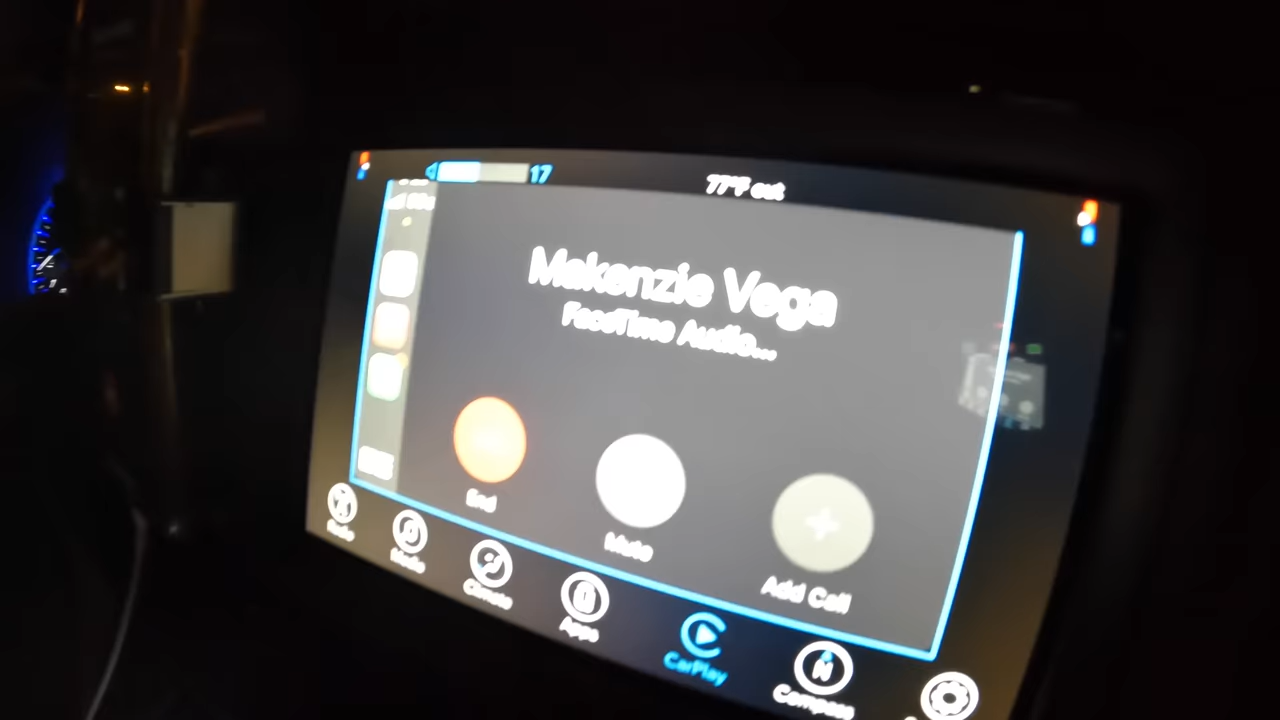 17
77°F out
Makenzie Vega
FaceTime Audio...
End
Mute
Add Call
Radio
Media
Climate
Apps
CarPlay
Compass